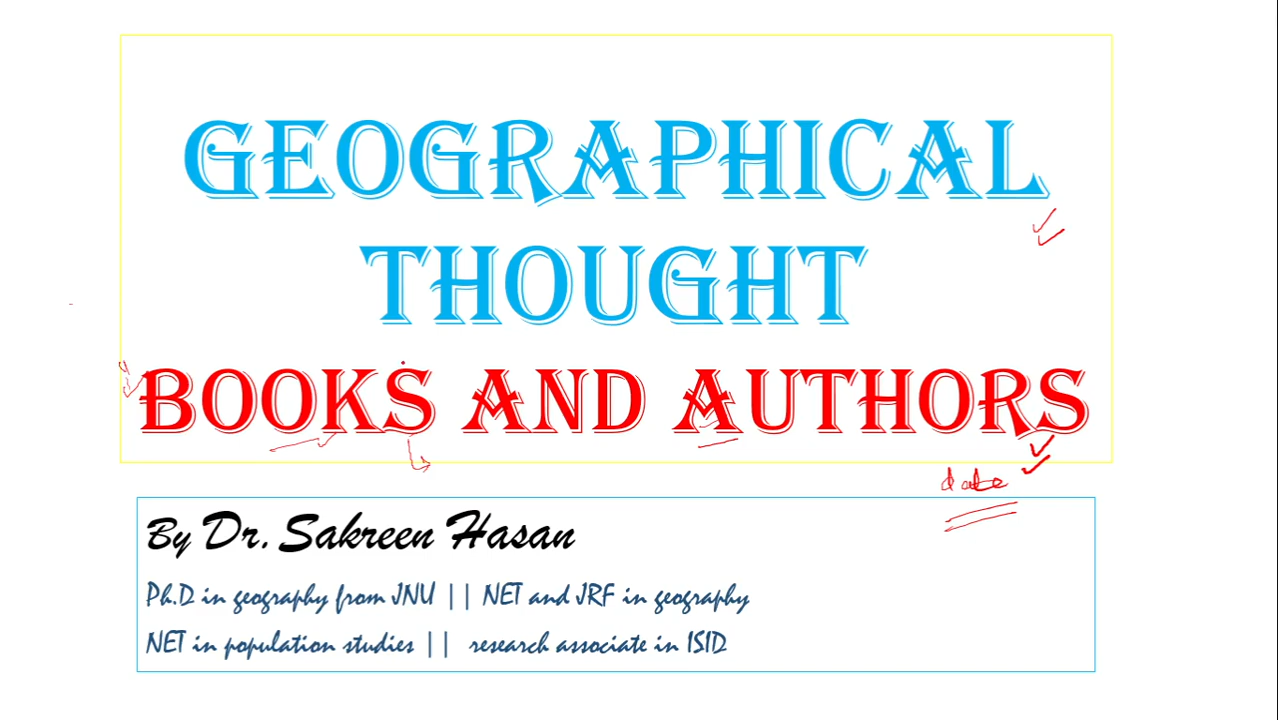 GEOGRAPHICAL
THOUGHT
BOOKS AND AUTHORS
date
By Dr. Sakreen Hasan
Ph.D in geography from JNU || NET and JRF in geography
NET in population studies || research associate in ISID